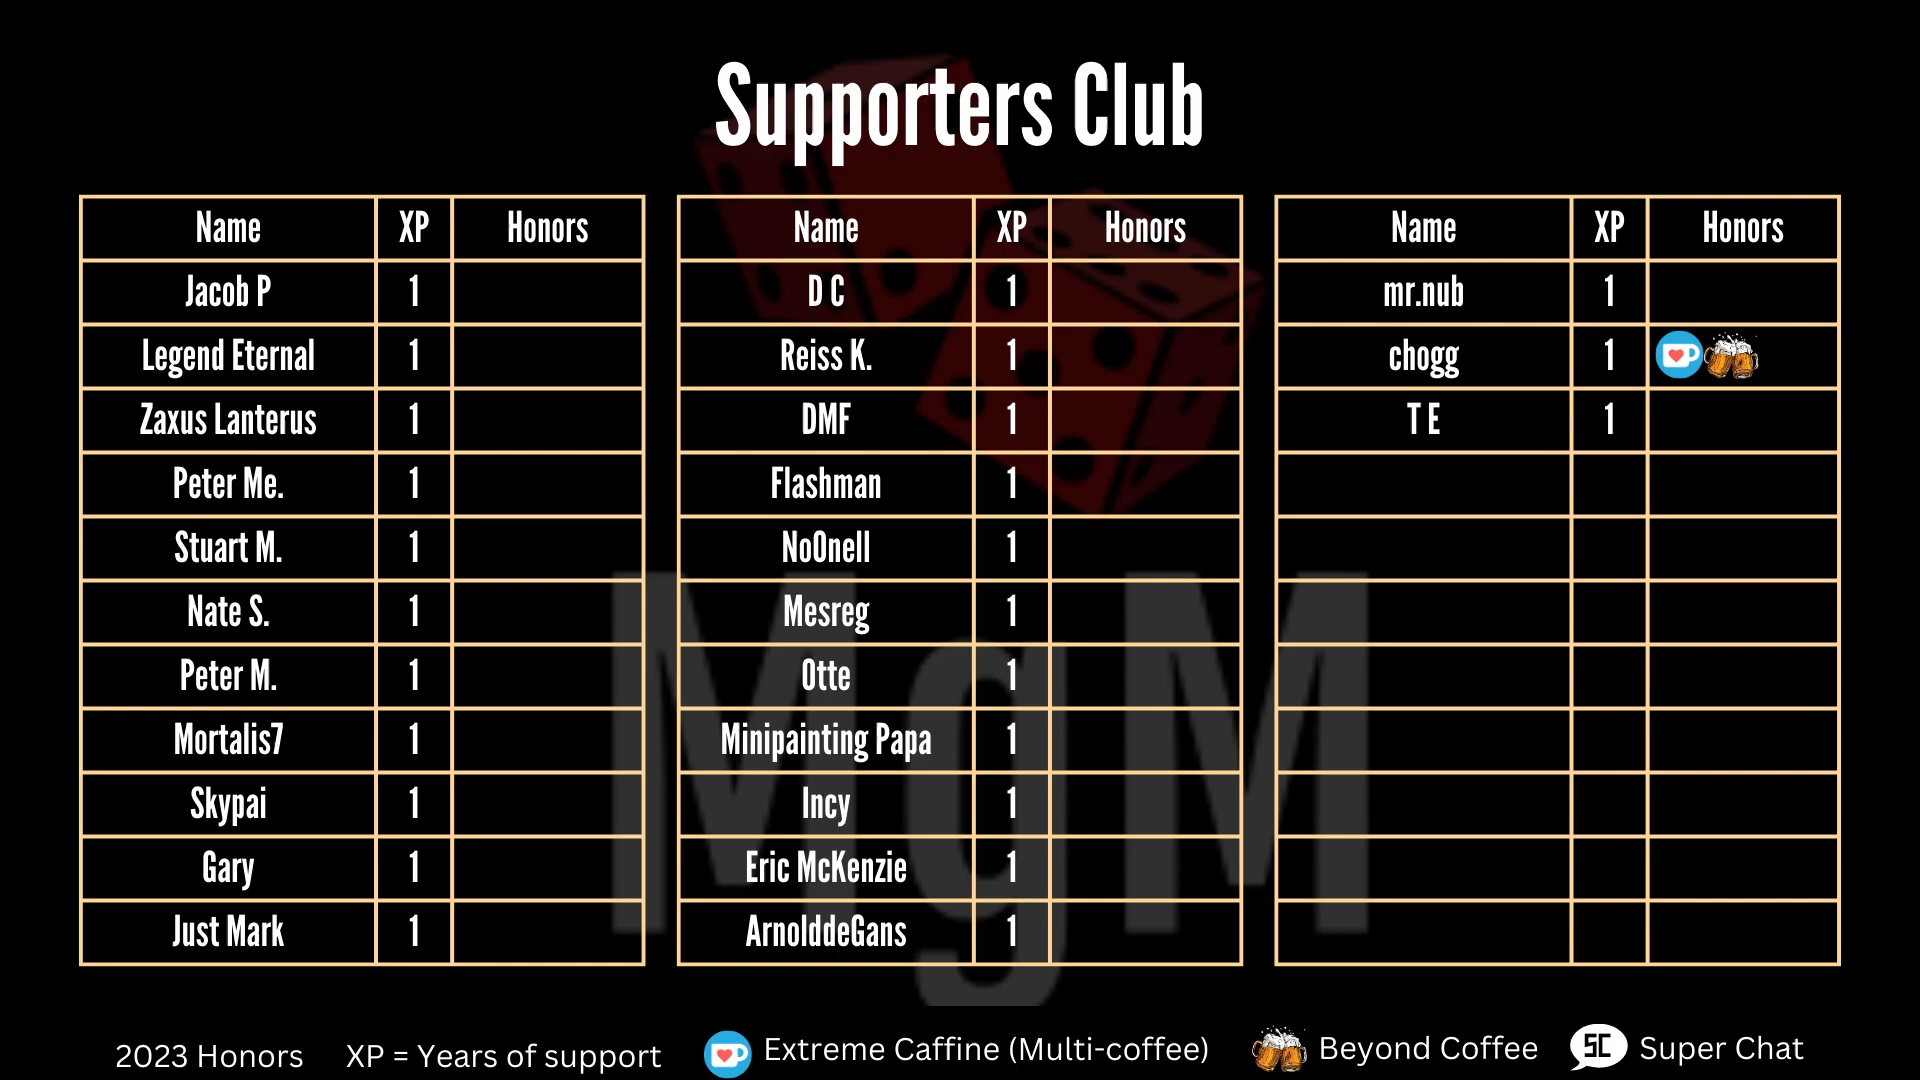 Supporters Club
Name XP Honors
Jacob P 1
Legend Eternal 1
Zaxus Lanterus 1
Peter Me. 1
Stuart M. 1
Nate S. 1
Peter M. 1
Mortalis7 1
Skypai 1
Gary 1
Just Mark 1
Name XP Honors
D C 1
Reiss K. 1
DMF 1
Flashman 1
NoOnell 1
Mesreg 1
Otte 1
Minipainting Papa 1
Incy 1
Eric McKenzie 1
ArnolddeGans 1
Name XP Honors
mr.nub 1
chogg 1
T E 1
MgM
2023 Honors XP = Years of support Extreme Caffine (Multi-coffee) Beyond Coffee SC Super Chat